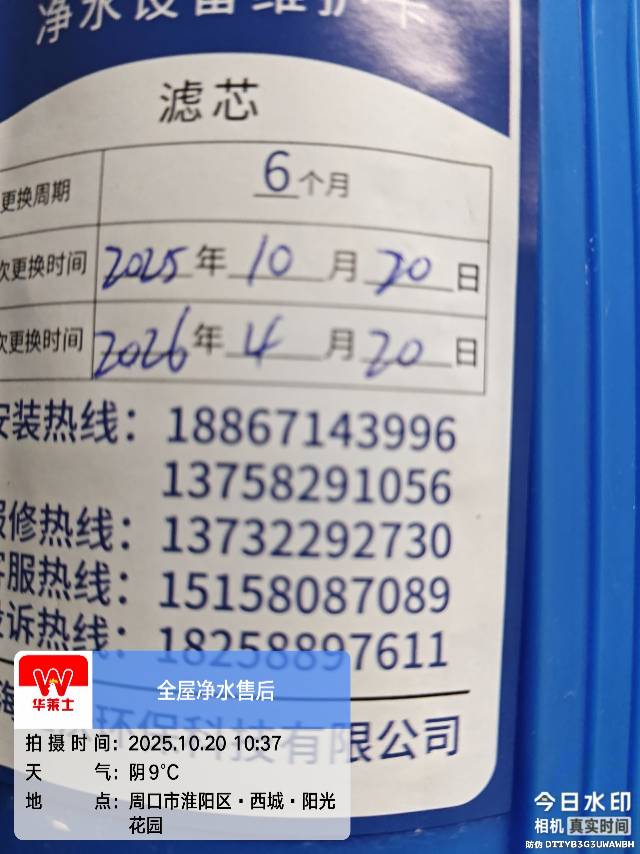 净水设备维护卡
滤芯
更换周期 6个月
次更换时间 2025年10月20日
次更换时间 2026年4月20日
安装热线：18867143996
13758291056
报修热线：13732292730
客服热线：15158087089
投诉热线：18258897611
环保科技有限公司
华莱士
全屋净水售后
拍摄时间：2025.10.20 10:37
天气：阴9℃
地点：周口市淮阳区·西城·阳光
花园
今日水印
相机真实时间
防伪 DTTYB3G3UWAWBH